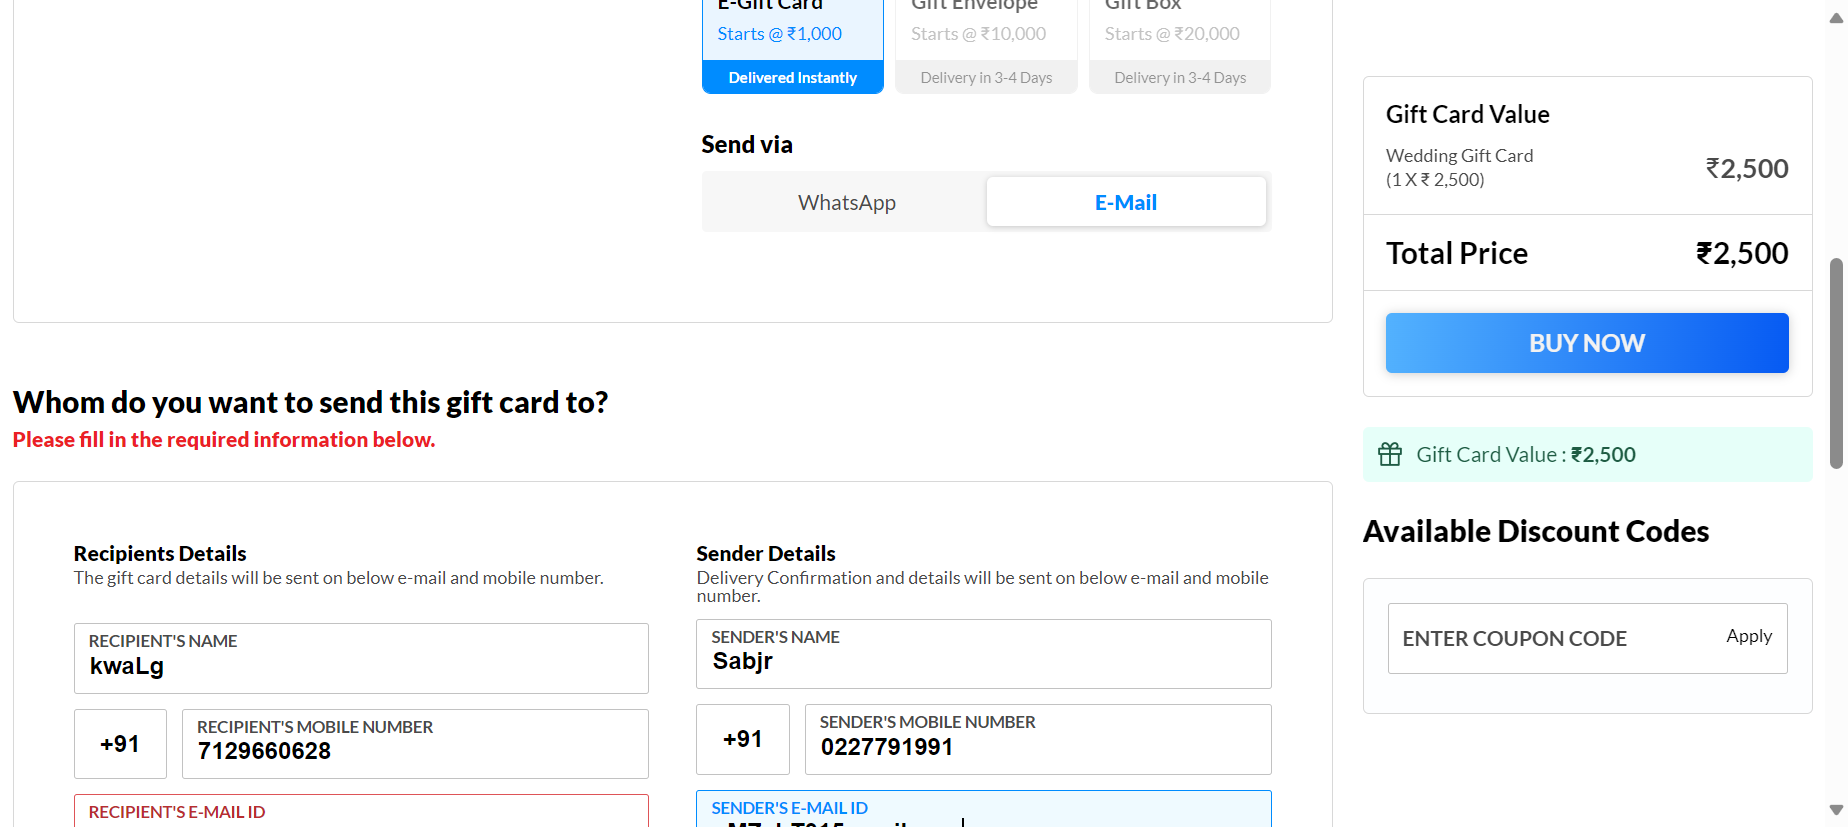 E-Gift Card
Gift Envelope
Gift Box
Starts @ ₹1,000
Starts @ ₹10,000
Starts @ ₹20,000
Delivered Instantly
Delivery in 3-4 Days
Delivery in 3-4 Days
Send via
WhatsApp
E-Mail
Whom do you want to send this gift card to?
Please fill in the required information below.
Recipients Details
The gift card details will be sent on below e-mail and mobile number.
RECIPIENT'S NAME
kwaLg
+91
RECIPIENT'S MOBILE NUMBER
7129660628
RECIPIENT'S E-MAIL ID
Sender Details
Delivery Confirmation and details will be sent on below e-mail and mobile
number.
SENDER'S NAME
Sabjr
+91
SENDER'S MOBILE NUMBER
0227791991
SENDER'S E-MAIL ID
Gift Card Value
Wedding Gift Card
(1 X ₹ 2,500)
₹2,500
Total Price
₹2,500
BUY NOW
Gift Card Value : ₹2,500
Available Discount Codes
ENTER COUPON CODE
Apply